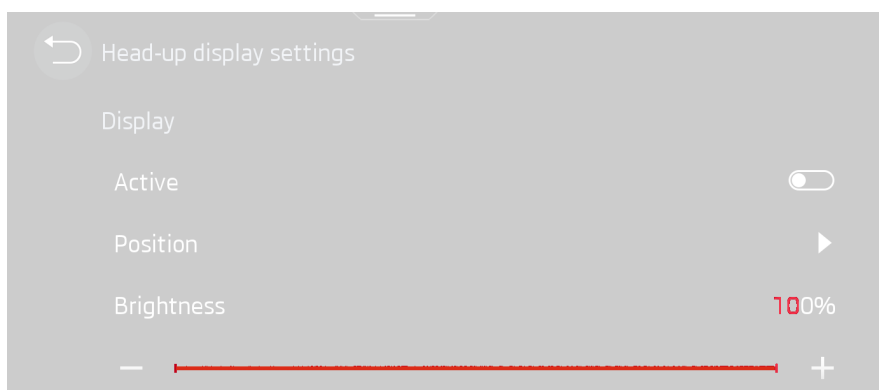 Head-up display settings
Display
Active
Position
Brightness 100%